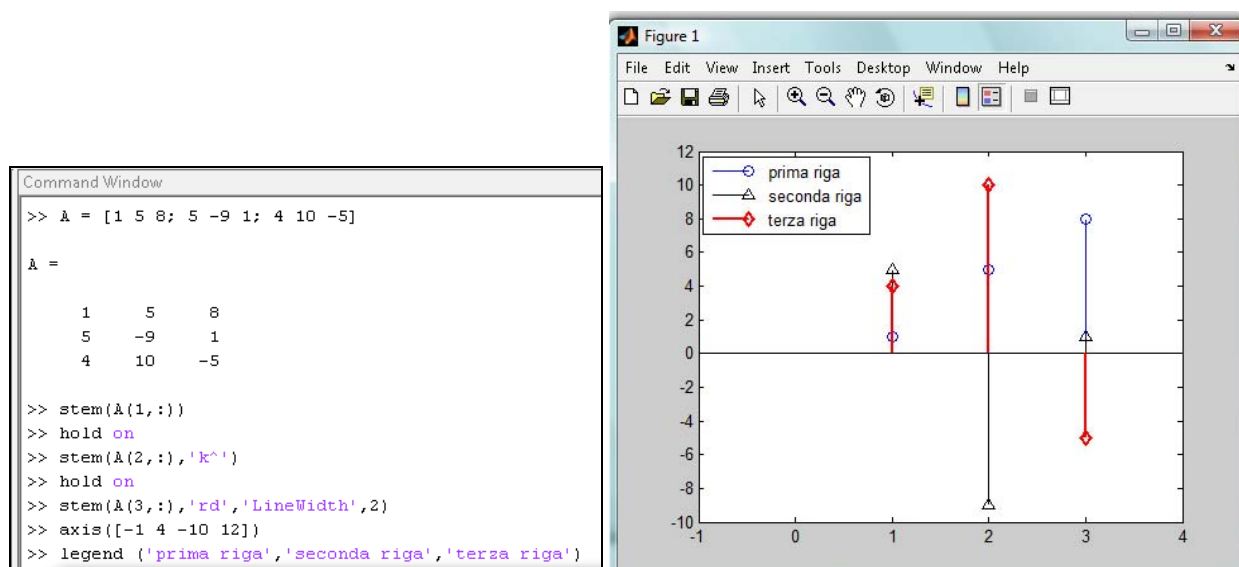 Command Window
>> A = [1 5 8; 5 -9 1; 4 10 -5]
A =
1 5 8
5 -9 1
4 10 -5
>> stem(A(1,:))
>> hold on
>> stem(A(2,:),'k^')
>> hold on
>> stem(A(3,:),'rd','LineWidth',2)
>> axis([-1 4 -10 12])
>> legend ('prima riga','seconda riga','terza riga')
Figure 1
File Edit View Insert Tools Desktop Window Help
prima riga
seconda riga
terza riga
12
10
8
6
4
2
0
-2
-4
-6
-8
-10
-1 0 1 2 3 4